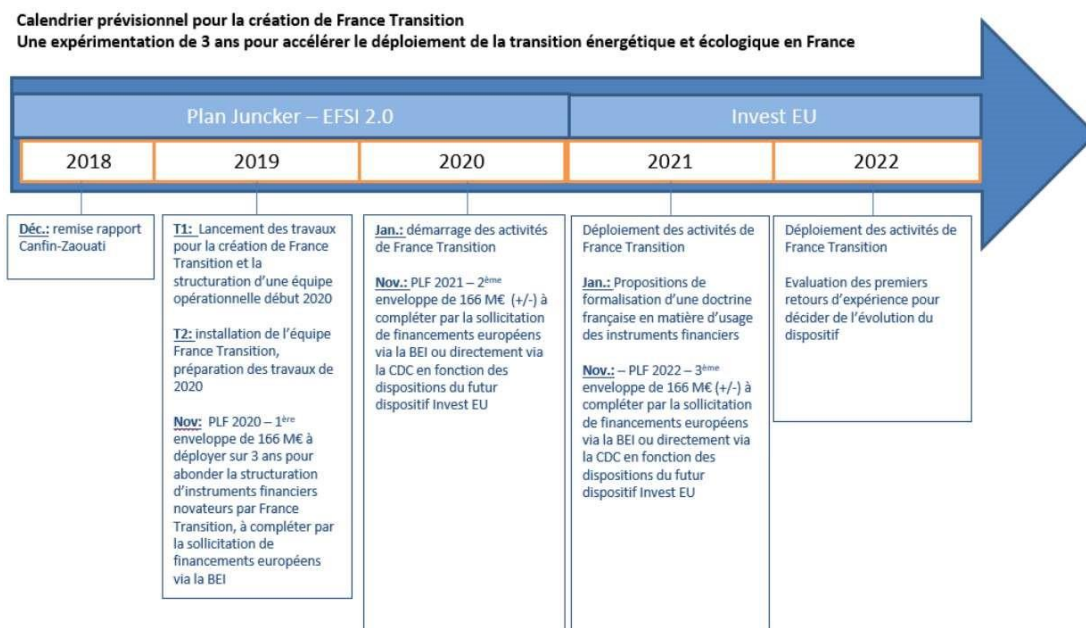 Calendrier prévisionnel pour la création de France Transition
Une expérimentation de 3 ans pour accélérer le déploiement de la transition énergétique et écologique en France
Plan Juncker – EFSI 2.0
Invest EU
2018
2019
2020
2021
2022
Déc.: remise rapport
Canfin-Zaouati
T1: Lancement des travaux
pour la création de France
Transition et la
structuration d'une équipe
opérationnelle début 2020
T2: installation de l'équipe
France Transition,
préparation des travaux de
2020
Nov: PLF 2020 – 1ère
enveloppe de 166 M€ à
déployer sur 3 ans pour
abonder la structuration
d'instruments financiers
novateurs par France
Transition, à compléter par
la sollicitation de
financements européens
via la BEI
Jan.: démarrage des activités
de France Transition
Nov.: PLF 2021 – 2ème
enveloppe de 166 M€ (+/-) à
compléter par la sollicitation
de financements européens
via la BEI ou directement via
la CDC en fonction des
dispositions du futur
dispositif Invest EU
Déploiement des activités de
France Transition
Jan.: Propositions de
formalisation d'une doctrine
française en matière d'usage
des instruments financiers
Nov.: – PLF 2022 – 3ème
enveloppe de 166 M€ (+/-) à
compléter par la sollicitation
de financements européens
via la BEI ou directement via
la CDC en fonction des
dispositions du futur
dispositif Invest EU
Déploiement des activités de
France Transition
Evaluation des premiers
retours d'expérience pour
décider de l'évolution du
dispositif